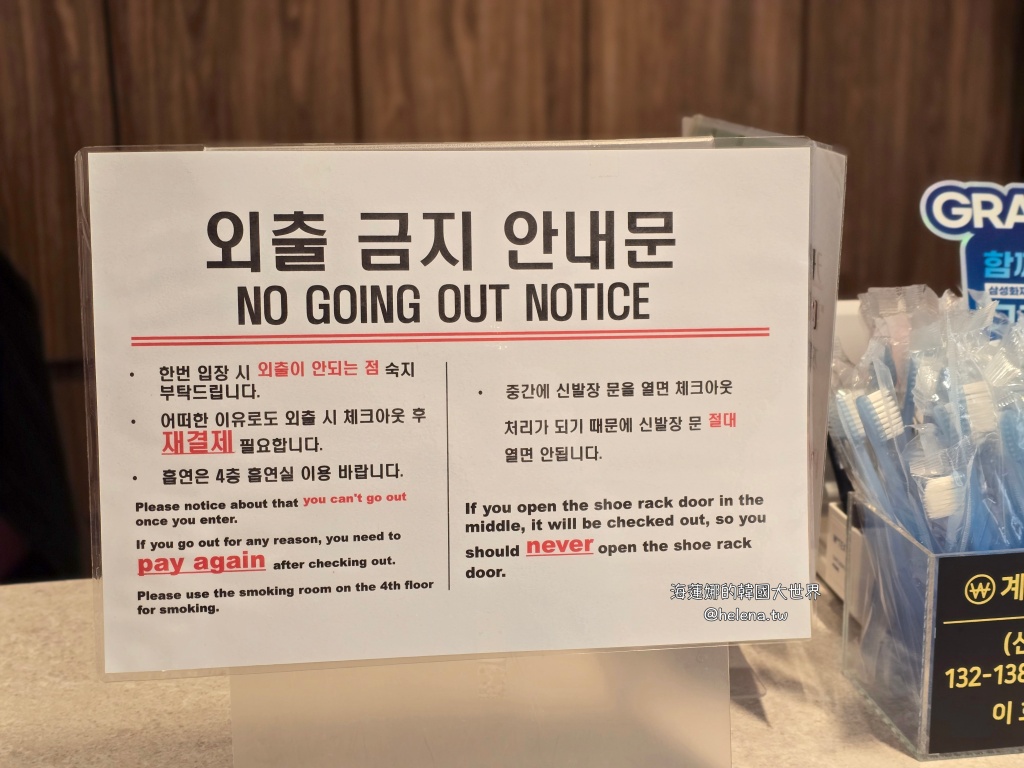 외출 금지 안내문
NO GOING OUT NOTICE
• 한번 입장 시 외출이 안되는 점 숙지
부탁드립니다.
• 어떠한 이유로도 외출 시 체크아웃 후
재결제 필요합니다.
• 흡연은 4층 흡연실 이용 바랍니다.
Please notice about that you can't go out
once you enter.
If you go out for any reason, you need to
pay again after checking out.
Please use the smoking room on the 4th floor
for smoking.
• 중간에 신발장 문을 열면 체크아웃
처리가 되기 때문에 신발장 문 절대
열면 안됩니다.
If you open the shoe rack door in the
middle, it will be checked out, so you
should never open the shoe rack
door.
海蓮娜的韓國大世界
@helena.tw
GRA
함께
삼성화재
₩ 계
(신
132-138
이